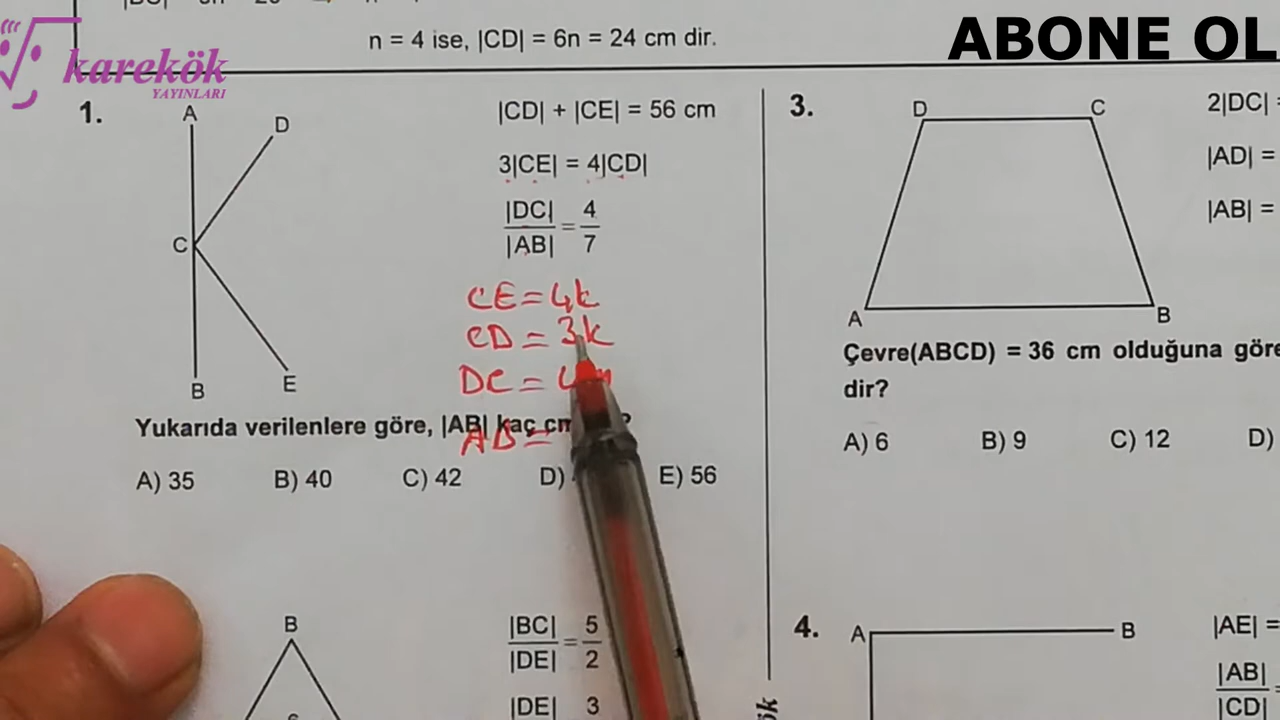 n = 4 ise, |CD| = 6n = 24 cm dir.
ABONE OL
karekök
YAYINLARI
1.
A
D
C
B
E
|CD| + |CE| = 56 cm
3|CE| = 4|CD|
|DC| / |AB| = 4 / 7
CE = 4k
CD = 3k
DC =
AB =
Yukarıda verilenlere göre, |AB| kaç
A) 35 B) 40 C) 42 D) E) 56
B
|BC| / |DE| = 5 / 2
|DE| 3
3.
D
C
A
B
2|DC| =
|AD| =
|AB| =
Çevre(ABCD) = 36 cm olduğuna göre
dir?
A) 6 B) 9 C) 12 D)
4.
A
B
|AE| =
|AB| / |CD| =